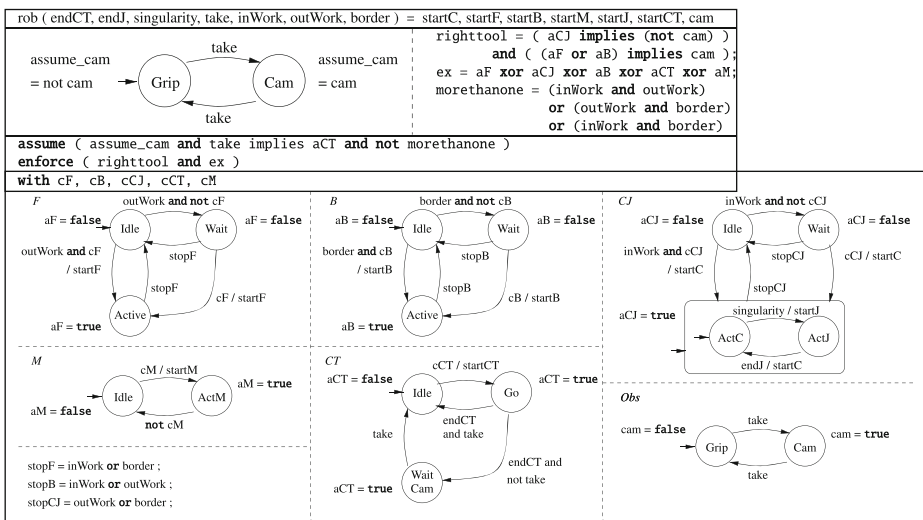 rob ( endCT, endJ, singularity, take, inWork, outWork, border ) = startC, startF, startB, startM, startJ, startCT, cam
assume_cam
= not cam
take
Grip
Cam
take
assume_cam
= cam
righttool = ( aCJ implies (not cam) )
and ( (aF or aB) implies cam );
ex = aF xor aCJ xor aB xor aCT xor aM;
morethanone = (inWork and outWork)
or (outWork and border)
or (inWork and border)
assume ( assume_cam and take implies aCT and not morethanone )
enforce ( righttool and ex )
with cF, cB, cCJ, cCT, cM
F
outWork and not cF
aF = false
Idle
Wait
aF = false
outWork and cF
/ startF
stopF
stopF
cF / startF
Active
aF = true
B
border and not cB
aB = false
Idle
Wait
aB = false
border and cB
/ startB
stopB
stopB
cB / startB
Active
aB = true
CJ
inWork and not cCJ
aCJ = false
Idle
Wait
aCJ = false
inWork and cCJ
/ startC
stopCJ
cCJ / startC
stopCJ
aCJ = true
singularity / startJ
ActC
ActJ
endJ / startC
M
cM / startM
Idle
ActM
aM = true
aM = false
not cM
CT
cCT / startCT
aCT = false
Idle
Go
aCT = true
endCT
and take
take
endCT and
not take
Wait
Cam
aCT = true
Obs
cam = false
take
Grip
Cam
cam = true
take
stopF = inWork or border ;
stopB = inWork or outWork ;
stopCJ = outWork or border ;